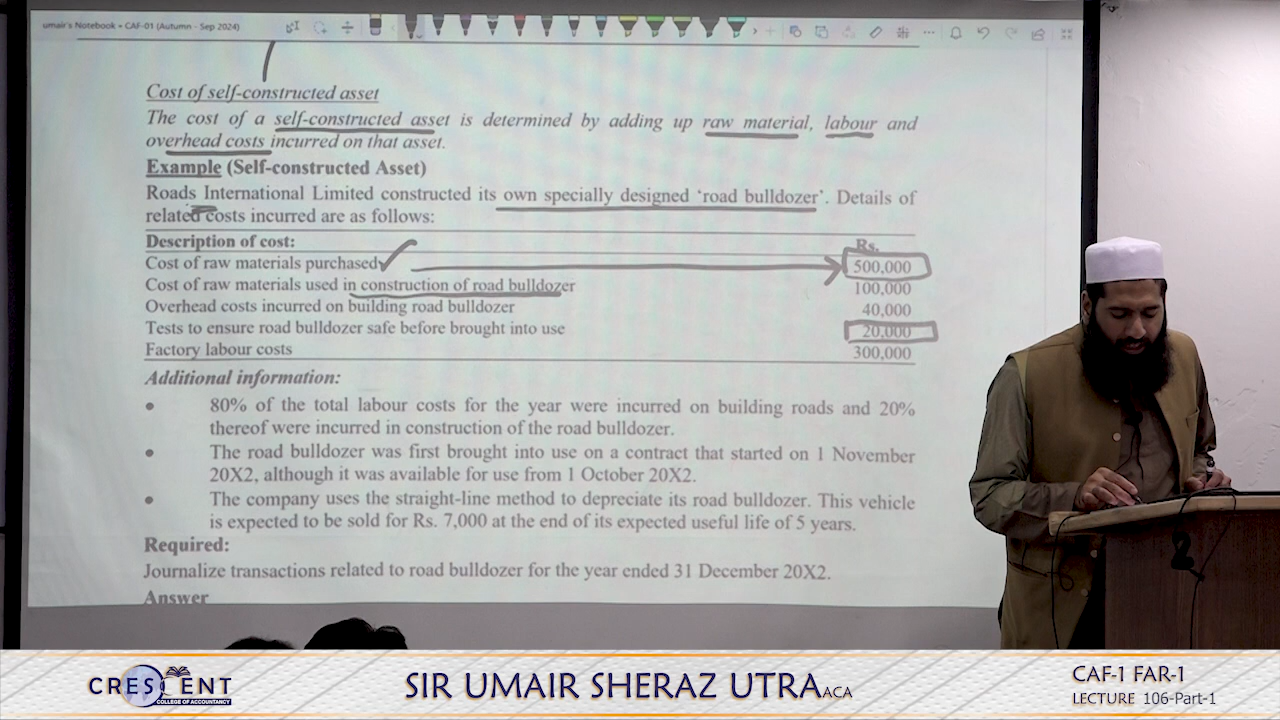 umair's Notebook - CAF-01 (Autumn - Sep 2024)
Cost of self-constructed asset
The cost of a self-constructed asset is determined by adding up raw material, labour and
overhead costs incurred on that asset.
Example (Self-constructed Asset)
Roads International Limited constructed its own specially designed ‘road bulldozer’. Details of
related costs incurred are as follows:
Description of cost: Rs.
Cost of raw materials purchased 500,000
Cost of raw materials used in construction of road bulldozer 100,000
Overhead costs incurred on building road bulldozer 40,000
Tests to ensure road bulldozer safe before brought into use 20,000
Factory labour costs 300,000
Additional information:
• 80% of the total labour costs for the year were incurred on building roads and 20%
thereof were incurred in construction of the road bulldozer.
• The road bulldozer was first brought into use on a contract that started on 1 November
20X2, although it was available for use from 1 October 20X2.
• The company uses the straight-line method to depreciate its road bulldozer. This vehicle
is expected to be sold for Rs. 7,000 at the end of its expected useful life of 5 years.
Required:
Journalize transactions related to road bulldozer for the year ended 31 December 20X2.
Answer
2
CRESCENT
COLLEGE OF ACCOUNTANCY
SIR UMAIR SHERAZ UTRA ACA
CAF-1 FAR-1
LECTURE 106-Part-1